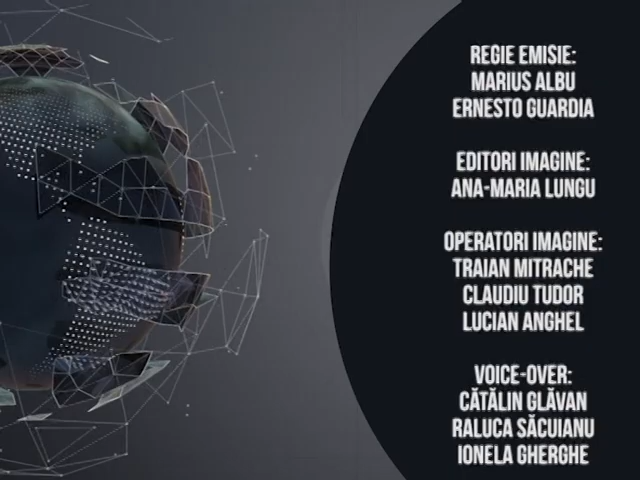 REGIE EMISIE:
MARIUS ALBU
ERNESTO GUARDIA
EDITORI IMAGINE:
ANA-MARIA LUNGU
OPERATORI IMAGINE:
TRAIAN MITRACHE
CLAUDIU TUDOR
LUCIAN ANGHEL
VOICE-OVER:
CĂTĂLIN GLĂVAN
RALUCA SĂCUIANU
IONELA GHERGHE